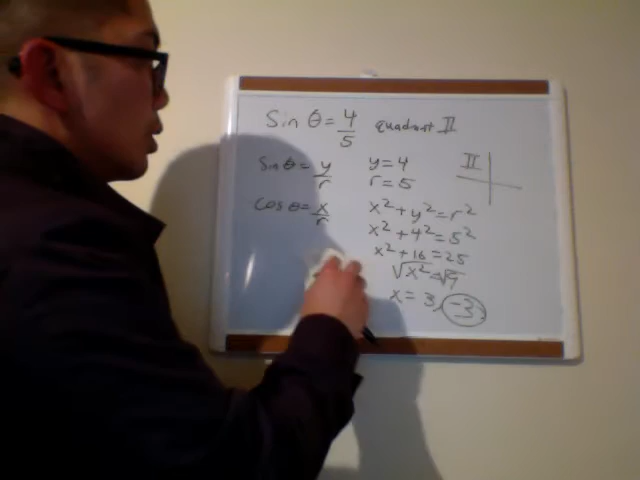 Sin θ = 4/5 quadrant II
Sin θ = y/r y = 4 II
r = 5
cos θ = x/r x² + y² = r²
x² + 4² = 5²
x² + 16 = 25
√x² = √9
x = 3, -3